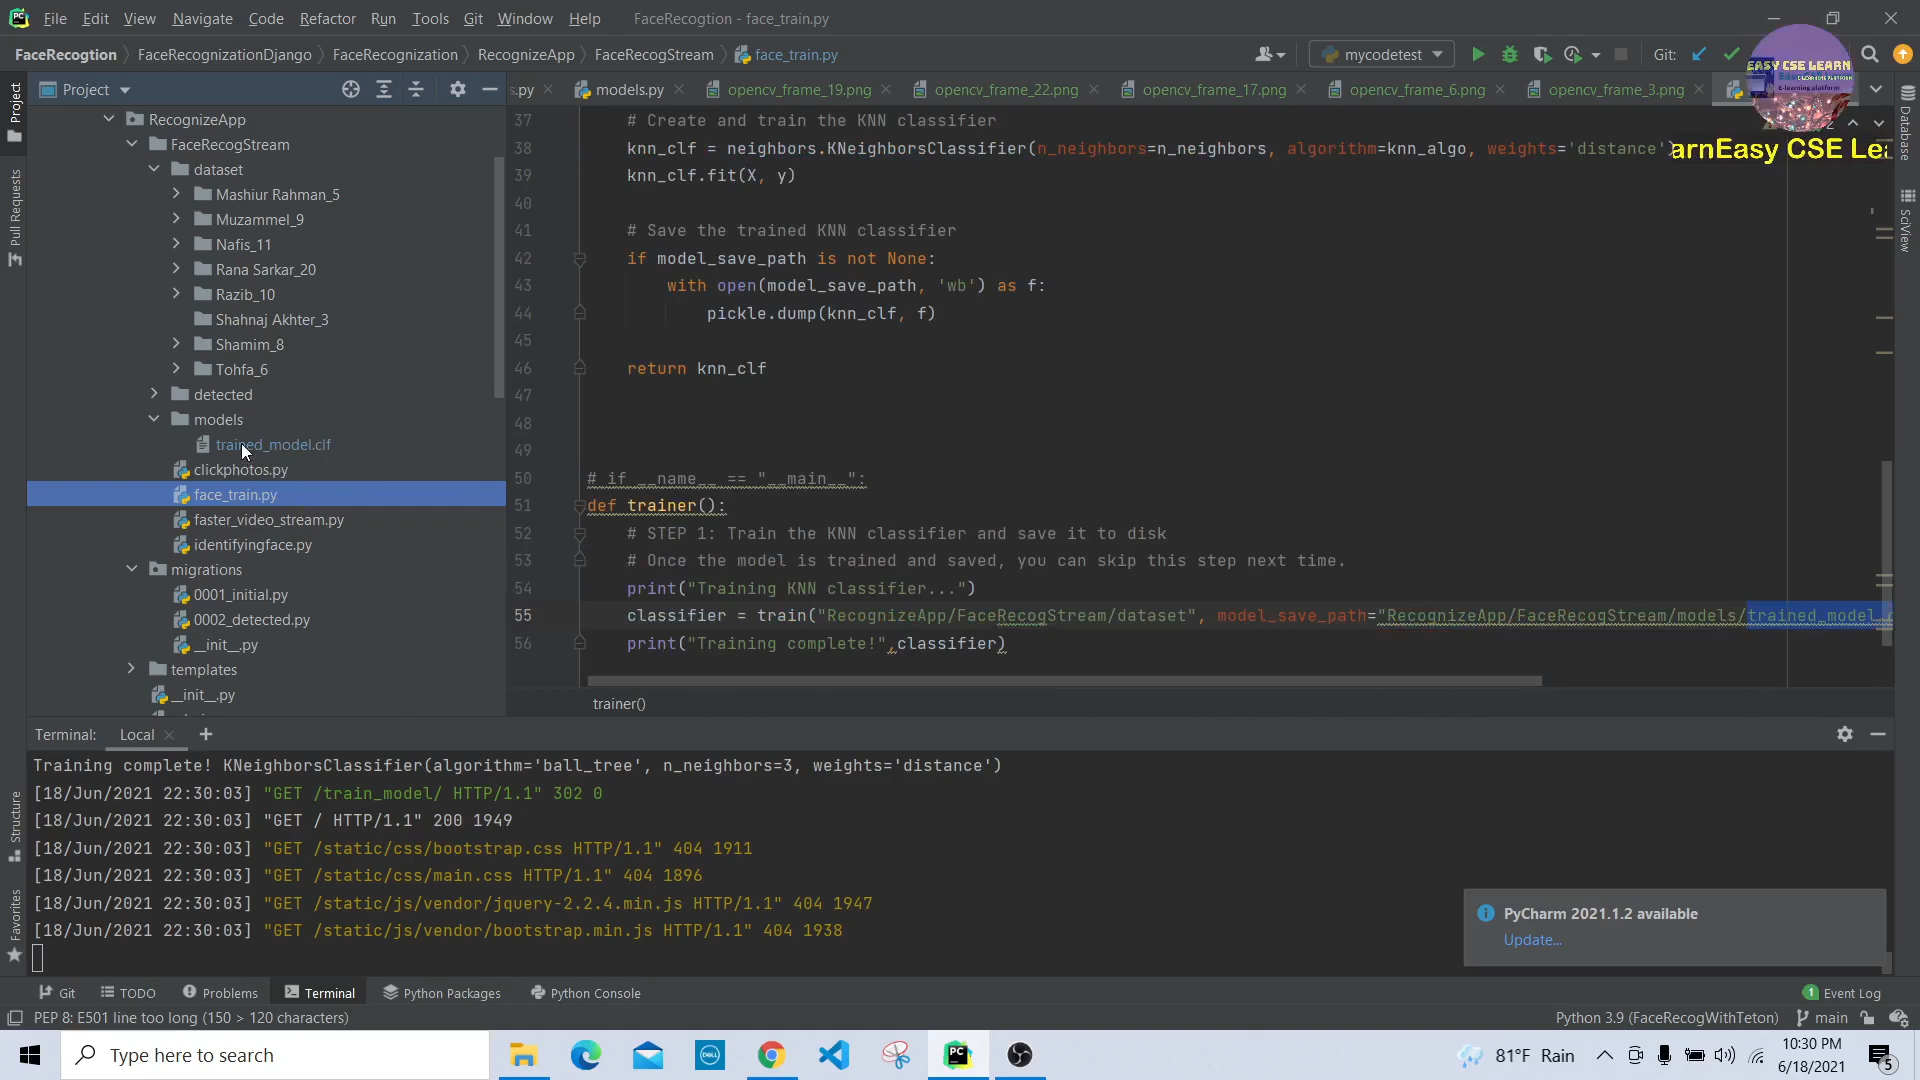 File Edit View Navigate Code Refactor Run Tools Git Window Help FaceRecogtion - face_train.py
FaceRecogtion FaceRecognizationDjango FaceRecognization RecognizeApp FaceRecogStream face_train.py mycodetest Git:
EASY CSE LEARN
E-learning platform
arnEasy CSE Le
Project
s.py models.py opencv_frame_19.png opencv_frame_22.png opencv_frame_17.png opencv_frame_6.png opencv_frame_3.png
Project
Pull Requests
Structure
Favorites
Database
SciView
RecognizeApp
FaceRecogStream
dataset
Mashiur Rahman_5
Muzammel_9
Nafis_11
Rana Sarkar_20
Razib_10
Shahnaj Akhter_3
Shamim_8
Tohfa_6
detected
models
trained_model.clf
clickphotos.py
face_train.py
faster_video_stream.py
identifyingface.py
migrations
0001_initial.py
0002_detected.py
__init__.py
templates
__init__.py
37 # Create and train the KNN classifier
38 knn_clf = neighbors.KNeighborsClassifier(n_neighbors=n_neighbors, algorithm=knn_algo, weights='distance')
39 knn_clf.fit(X, y)
40
41 # Save the trained KNN classifier
42 if model_save_path is not None:
43 with open(model_save_path, 'wb') as f:
44 pickle.dump(knn_clf, f)
45
46 return knn_clf
47
48
49
50 # if __name__ == "__main__":
51 def trainer():
52 # STEP 1: Train the KNN classifier and save it to disk
53 # Once the model is trained and saved, you can skip this step next time.
54 print("Training KNN classifier...")
55 classifier = train("RecognizeApp/FaceRecogStream/dataset", model_save_path="RecognizeApp/FaceRecogStream/models/trained_model.c
56 print("Training complete!",classifier)
trainer()
Terminal: Local
Training complete! KNeighborsClassifier(algorithm='ball_tree', n_neighbors=3, weights='distance')
[18/Jun/2021 22:30:03] "GET /train_model/ HTTP/1.1" 302 0
[18/Jun/2021 22:30:03] "GET / HTTP/1.1" 200 1949
[18/Jun/2021 22:30:03] "GET /static/css/bootstrap.css HTTP/1.1" 404 1911
[18/Jun/2021 22:30:03] "GET /static/css/main.css HTTP/1.1" 404 1896
[18/Jun/2021 22:30:03] "GET /static/js/vendor/jquery-2.2.4.min.js HTTP/1.1" 404 1947
[18/Jun/2021 22:30:03] "GET /static/js/vendor/bootstrap.min.js HTTP/1.1" 404 1938
PyCharm 2021.1.2 available
Update...
Git TODO Problems Terminal Python Packages Python Console 1 Event Log
PEP 8: E501 line too long (150 > 120 characters) Python 3.9 (FaceRecogWithTeton) main
Type here to search
DELL
PC
81°F Rain
10:30 PM
6/18/2021
5